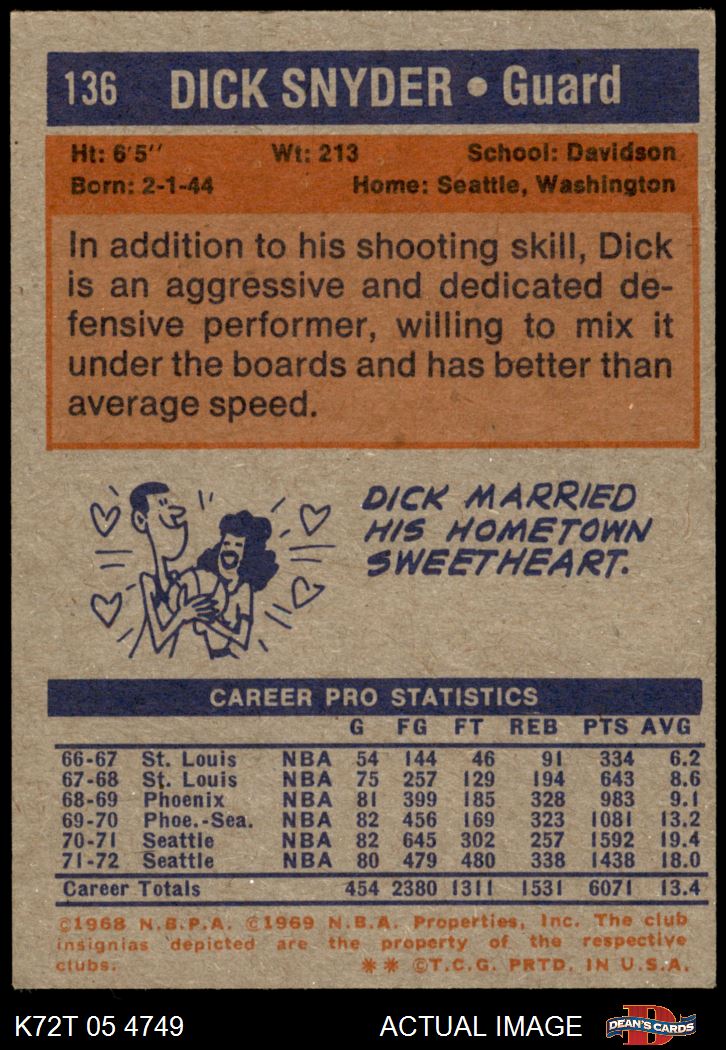 136 DICK SNYDER • Guard
Ht: 6'5'' Wt: 213 School: Davidson
Born: 2-1-44 Home: Seattle, Washington
In addition to his shooting skill, Dick
is an aggressive and dedicated de-
fensive performer, willing to mix it
under the boards and has better than
average speed.
DICK MARRIED
HIS HOMETOWN
SWEETHEART.
CAREER PRO STATISTICS
G FG FT REB PTS AVG
66-67 St. Louis NBA 54 144 46 91 334 6.2
67-68 St. Louis NBA 75 257 129 194 643 8.6
68-69 Phoenix NBA 81 399 185 328 983 9.1
69-70 Phoe.-Sea. NBA 82 456 169 323 1081 13.2
70-71 Seattle NBA 82 645 302 257 1592 19.4
71-72 Seattle NBA 80 479 480 338 1438 18.0
Career Totals 454 2380 1311 1531 6071 13.4
©1968 N.B.P.A. ©1969 N.B.A. Properties, Inc. The club
insignias depicted are the property of the respective
clubs. ** ©T.C.G. PRTD. IN U.S.A.
K72T 05 4749 ACTUAL IMAGE D DEAN'S CARDS